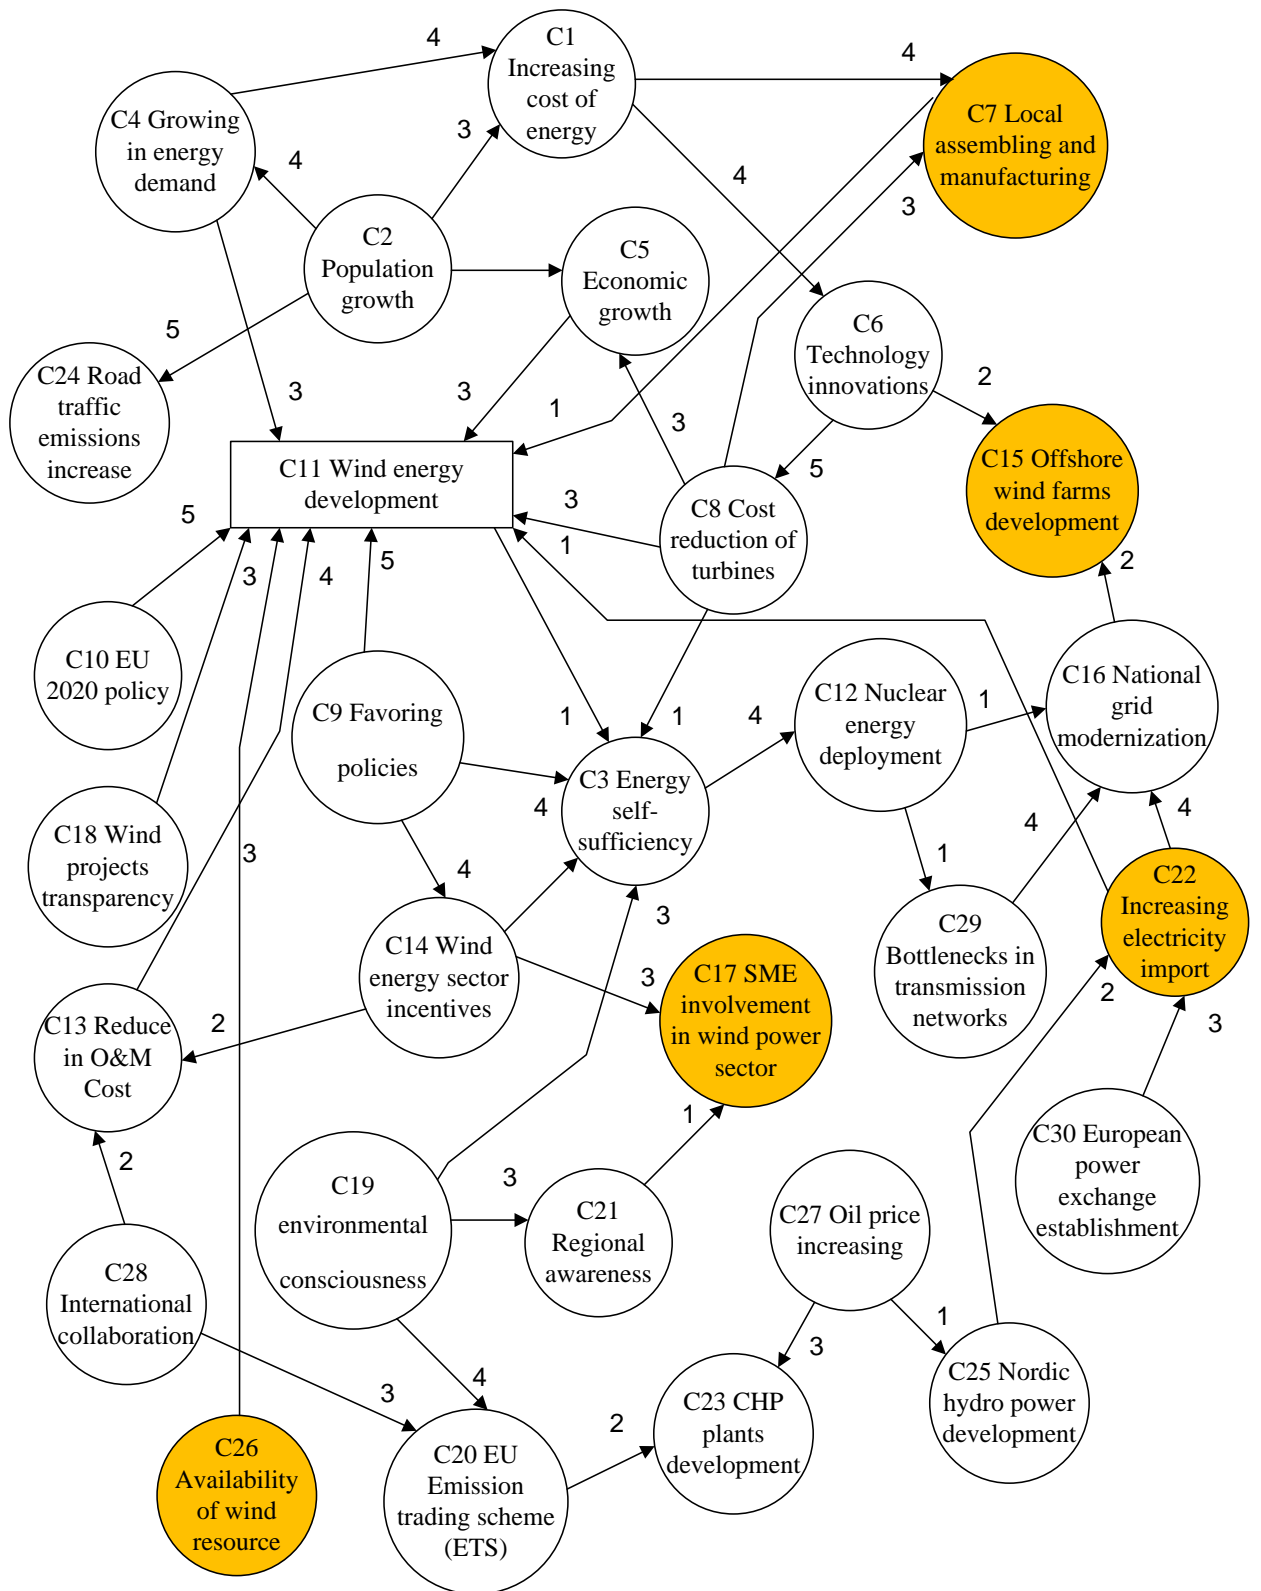 4
C1
Increasing
cost of
energy
4
C7 Local
assembling and
manufacturing
C4 Growing
in energy
demand
3
4
4
3
C2
Population
growth
C5
Economic
growth
C6
Technology
innovations
5
C24 Road
traffic
emissions
increase
3
3
1
3
2
C15 Offshore
wind farms
development
C11 Wind energy
development
5
C8 Cost
reduction of
turbines
3
1
5
3
4
5
2
C10 EU
2020 policy
C9 Favoring
policies
1
1
4
C12 Nuclear
energy
deployment
1
C16 National
grid
modernization
C3 Energy
self-
sufficiency
4
C18 Wind
projects
transparency
3
4
1
4
4
C22
Increasing
electricity
import
3
C14 Wind
energy sector
incentives
3
C17 SME
involvement
in wind power
sector
C29
Bottlenecks in
transmission
networks
2
3
C13 Reduce
in O&M
Cost
2
1
2
C30 European
power
exchange
establishment
C19
environmental
consciousness
3
C21
Regional
awareness
C27 Oil price
increasing
C28
International
collaboration
1
3
4
3
C23 CHP
plants
development
C25 Nordic
hydro power
development
2
C26
Availability
of wind
resource
C20 EU
Emission
trading scheme
(ETS)